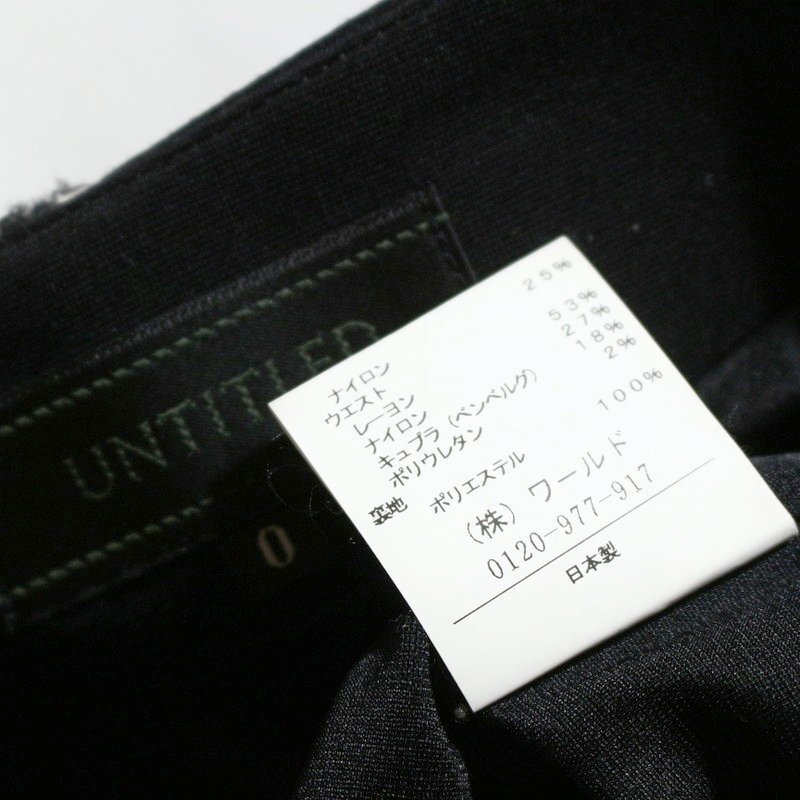 UNTITLED
0
ナイロン 25%
ウエスト
レーヨン 53%
ナイロン 27%
キュプラ (ベンベルグ) 18%
ポリウレタン 2%
裏地 ポリエステル 100%
(株) ワールド
0120-977-917
日本製